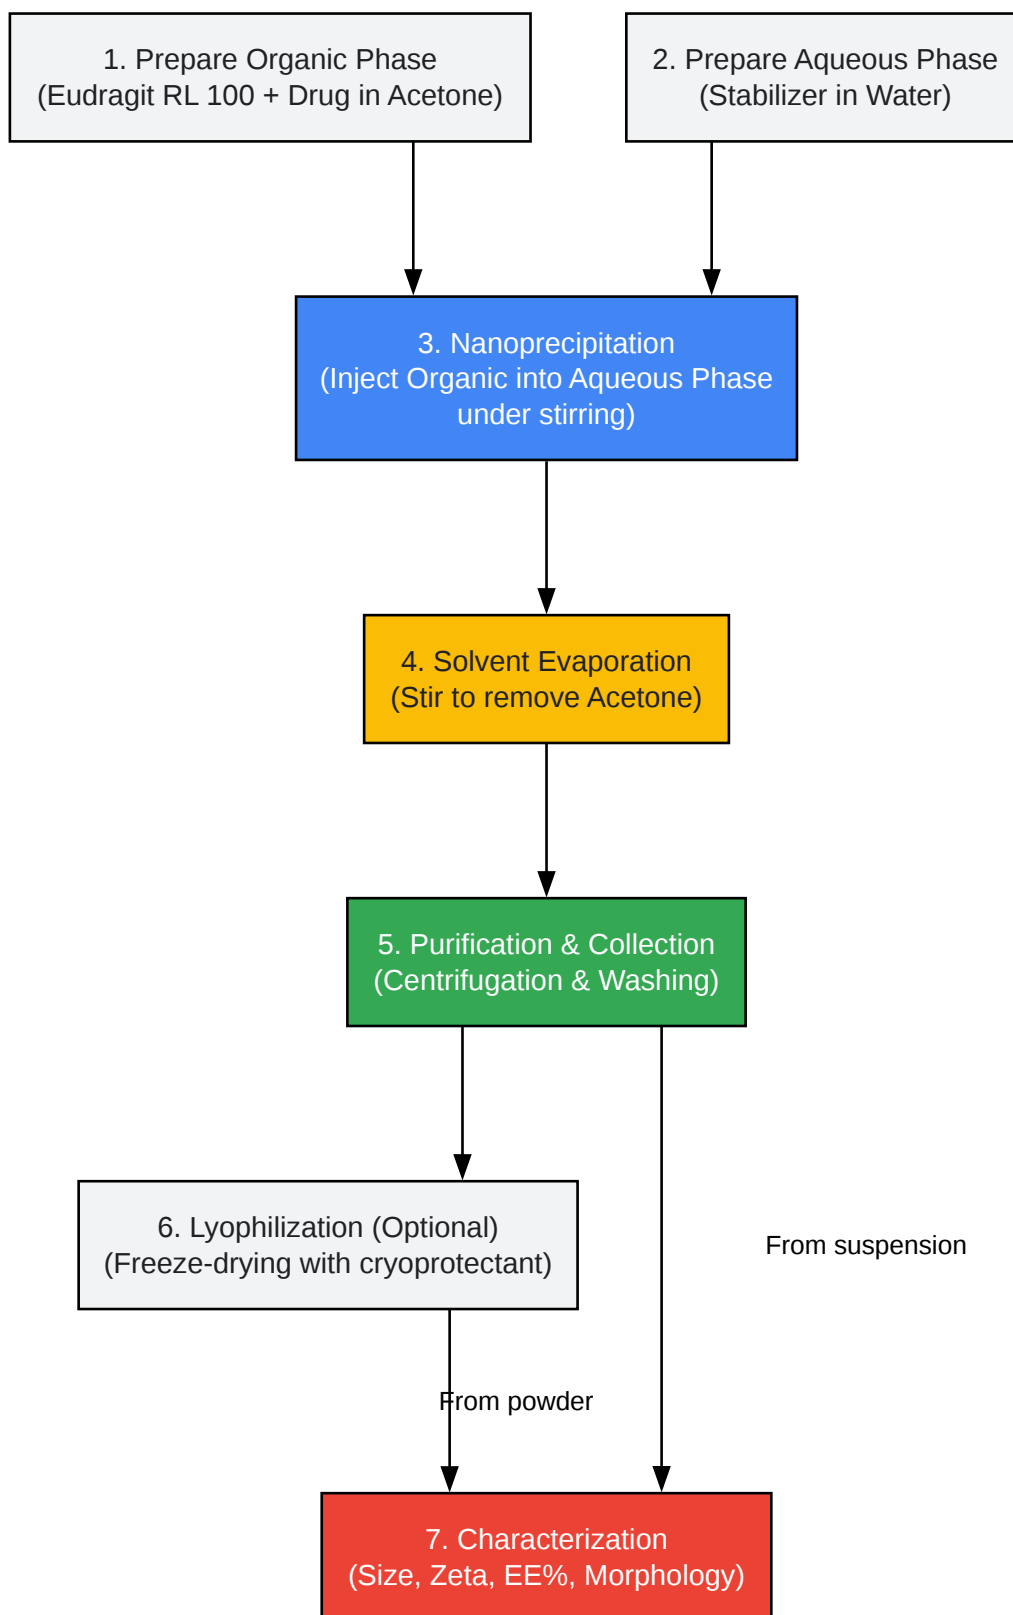 1. Prepare Organic Phase
(Eudragit RL 100 + Drug in Acetone)
2. Prepare Aqueous Phase
(Stabilizer in Water)
3. Nanoprecipitation
(Inject Organic into Aqueous Phase
under stirring)
4. Solvent Evaporation
(Stir to remove Acetone)
5. Purification & Collection
(Centrifugation & Washing)
6. Lyophilization (Optional)
(Freeze-drying with cryoprotectant)
From suspension
From powder
7. Characterization
(Size, Zeta, EE%, Morphology)